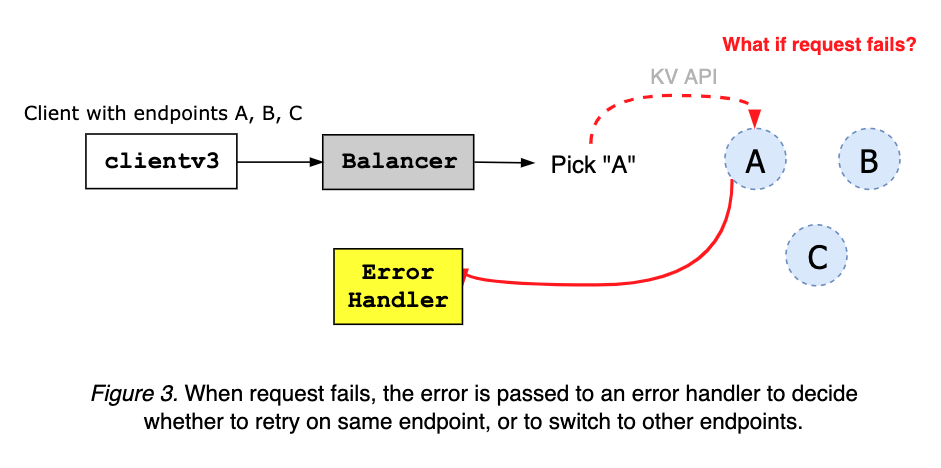 What if request fails?
KV API
Client with endpoints A, B, C
clientv3
Balancer
Pick "A"
A
B
C
Error
Handler
Figure 3. When request fails, the error is passed to an error handler to decide
whether to retry on same endpoint, or to switch to other endpoints.